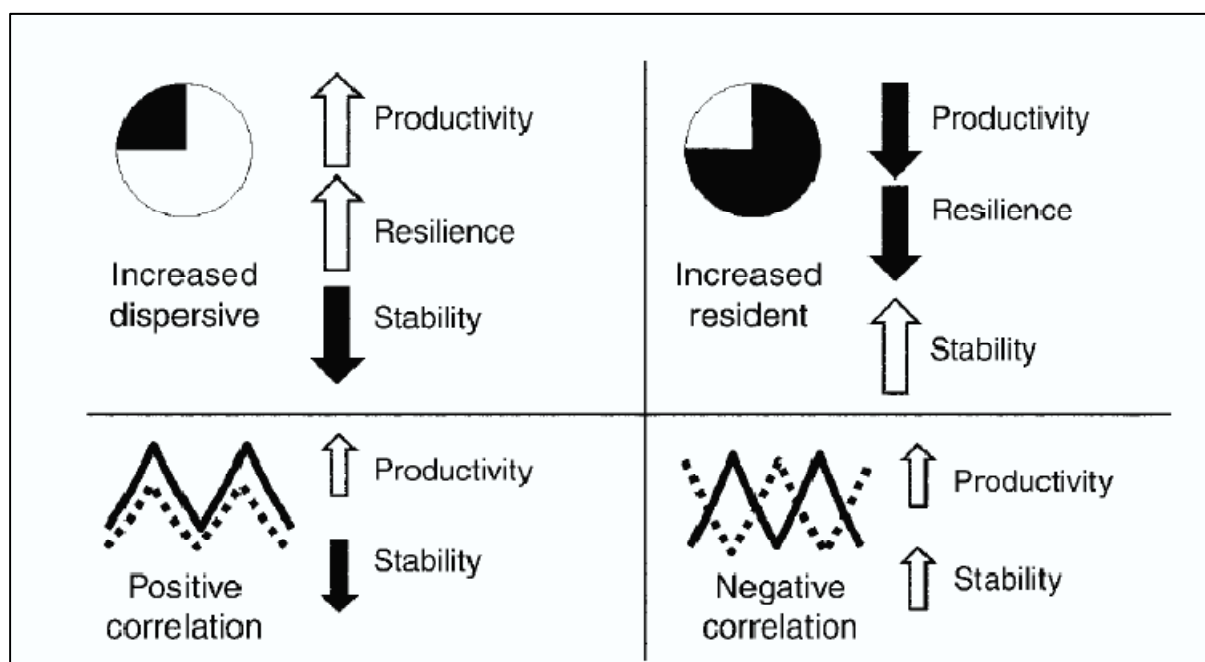 Productivity
Resilience
Increased
dispersive
Stability
Productivity
Resilience
Increased
resident
Stability
Productivity
Stability
Positive
correlation
Productivity
Stability
Negative
correlation